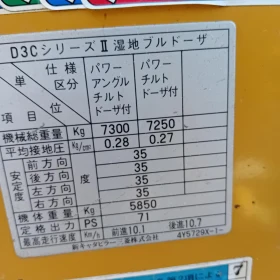 D3CシリーズⅡ湿地ブルドーザ
仕様 区分
単位
項目
パワーアングルチルトドーザ付
パワーチルトドーザ付
機械総重量 Kg 7300 7250
平均接地圧 Kg/cm² 0.28 0.27
安定度 前方向 度 35
後方向 35
左方向 35
右方向 35
機体重量 Kg 5850
定格出力 PS 71
最高走行速度 Km/h 前進10.1 後進10.7
新キャタピラー三菱株式会社 4Y5729X-1
7